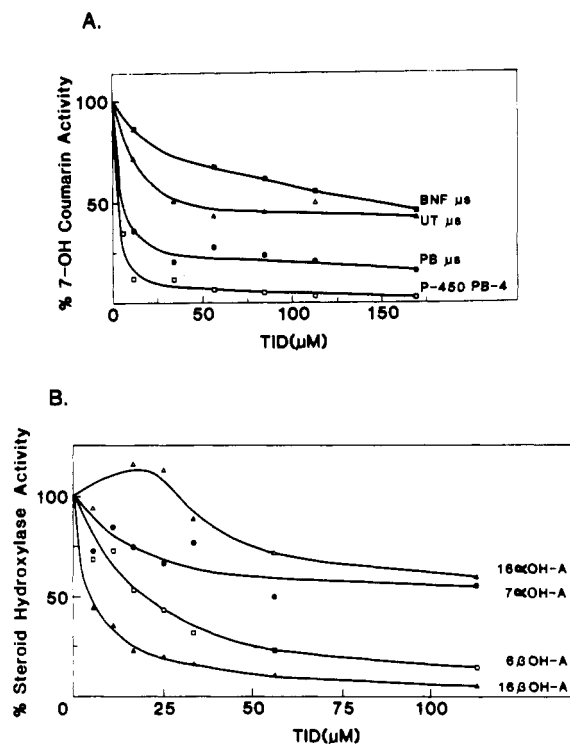 A.
% 7-OH Coumarin Activity
100
50
BNF μs
UT μs
PB μs
P-450 PB-4
0 50 100 150
TID(μM)
B.
% Steroid Hydroxylase Activity
100
50
16αOH-A
7αOH-A
6βOH-A
16βOH-A
0 25 50 75 100
TID(μM)